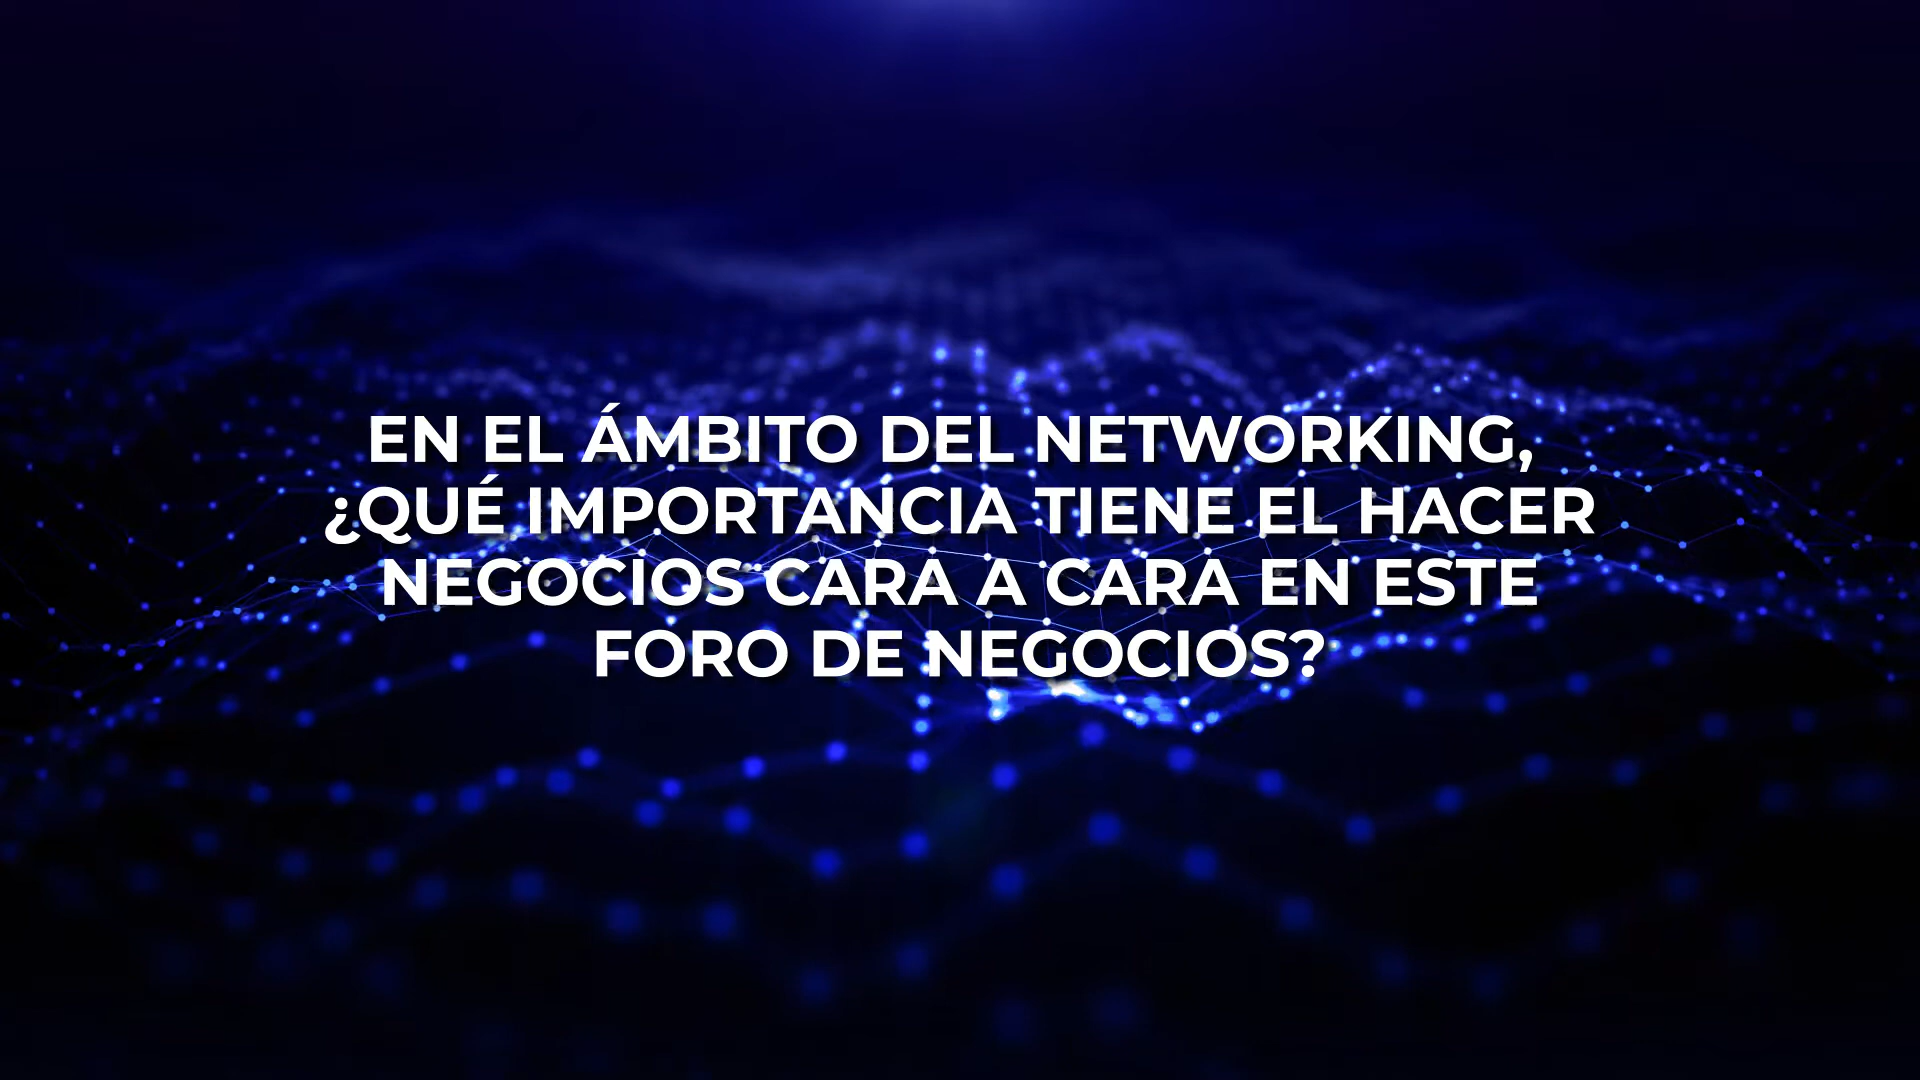 EN EL ÁMBITO DEL NETWORKING,
¿QUÉ IMPORTANCIA TIENE EL HACER
NEGOCIOS CARA A CARA EN ESTE
FORO DE NEGOCIOS?